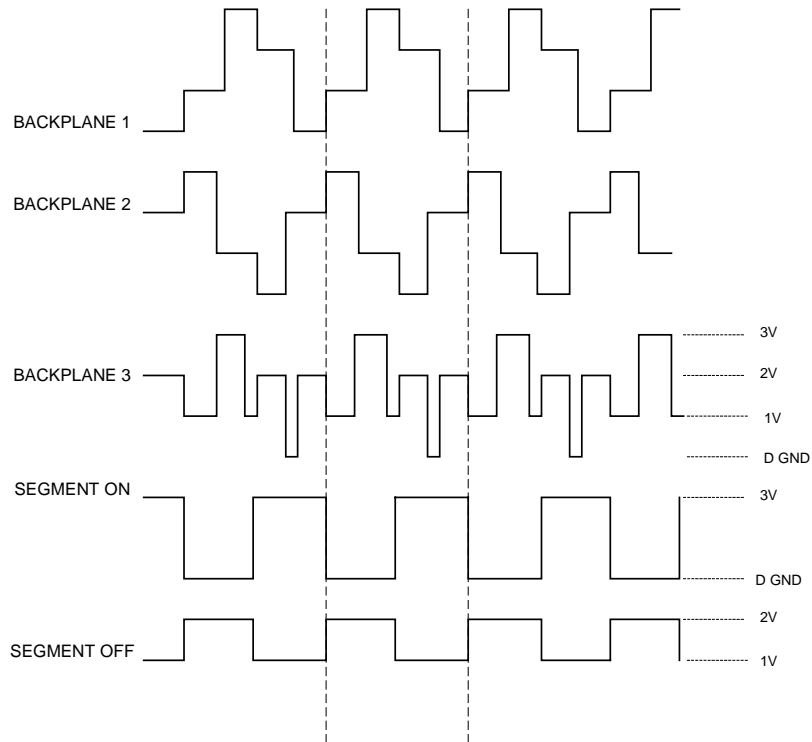 BACKPLANE 1
BACKPLANE 2
3V
BACKPLANE 3
2V
1V
D GND
SEGMENT ON
3V
D GND
2V
SEGMENT OFF
1V